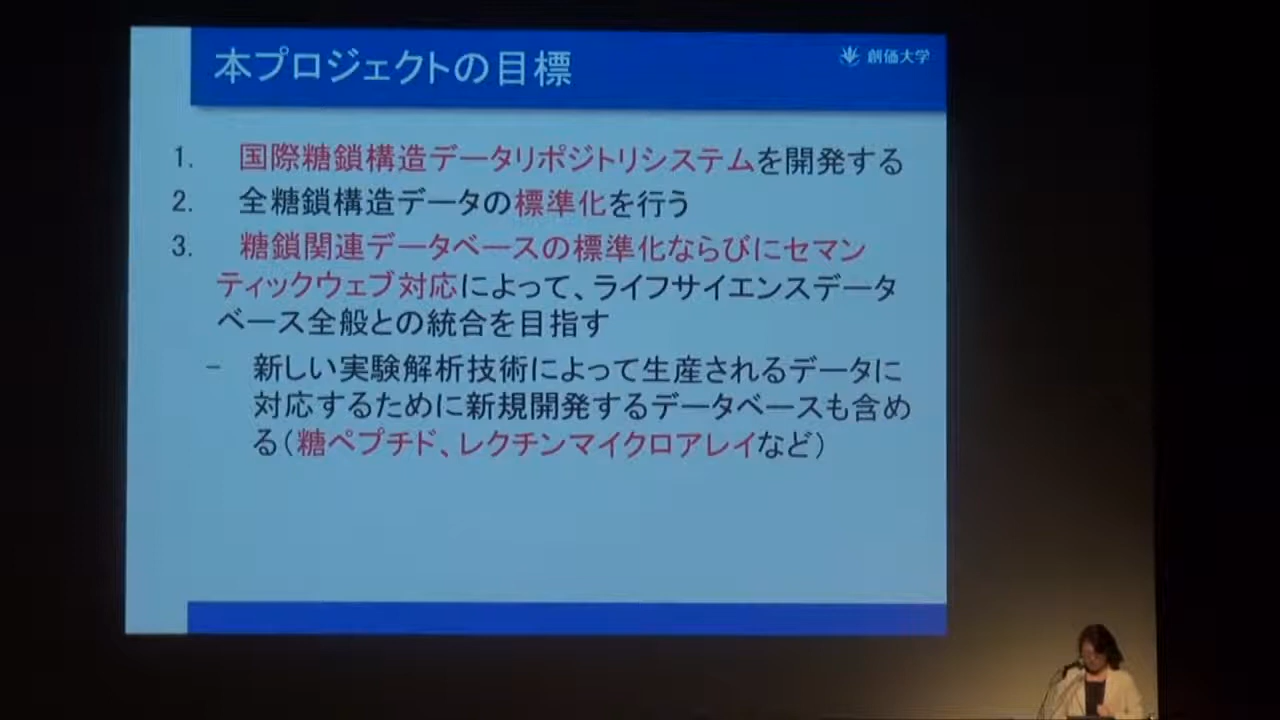 本プロジェクトの目標
創価大学
1. 国際糖鎖構造データリポジトリシステムを開発する
2. 全糖鎖構造データの標準化を行う
3. 糖鎖関連データベースの標準化ならびにセマン
ティックウェブ対応によって、ライフサイエンスデータ
ベース全般との統合を目指す
- 新しい実験解析技術によって生産されるデータに
対応するために新規開発するデータベースも含め
る(糖ペプチド、レクチンマイクロアレイなど)